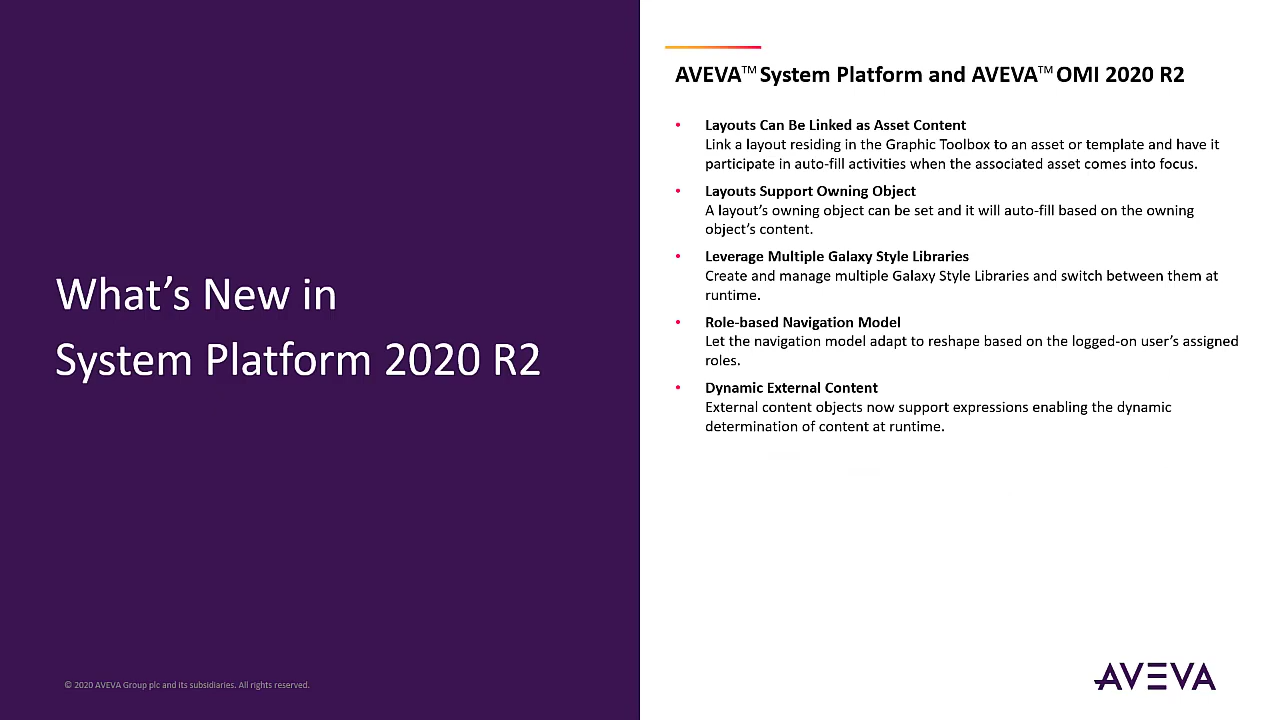 What's New in
System Platform 2020 R2
© 2020 AVEVA Group plc and its subsidiaries. All rights reserved.
AVEVA™ System Platform and AVEVA™ OMI 2020 R2
• Layouts Can Be Linked as Asset Content
Link a layout residing in the Graphic Toolbox to an asset or template and have it
participate in auto-fill activities when the associated asset comes into focus.
• Layouts Support Owning Object
A layout's owning object can be set and it will auto-fill based on the owning
object's content.
• Leverage Multiple Galaxy Style Libraries
Create and manage multiple Galaxy Style Libraries and switch between them at
runtime.
• Role-based Navigation Model
Let the navigation model adapt to reshape based on the logged-on user's assigned
roles.
• Dynamic External Content
External content objects now support expressions enabling the dynamic
determination of content at runtime.
AVEVA